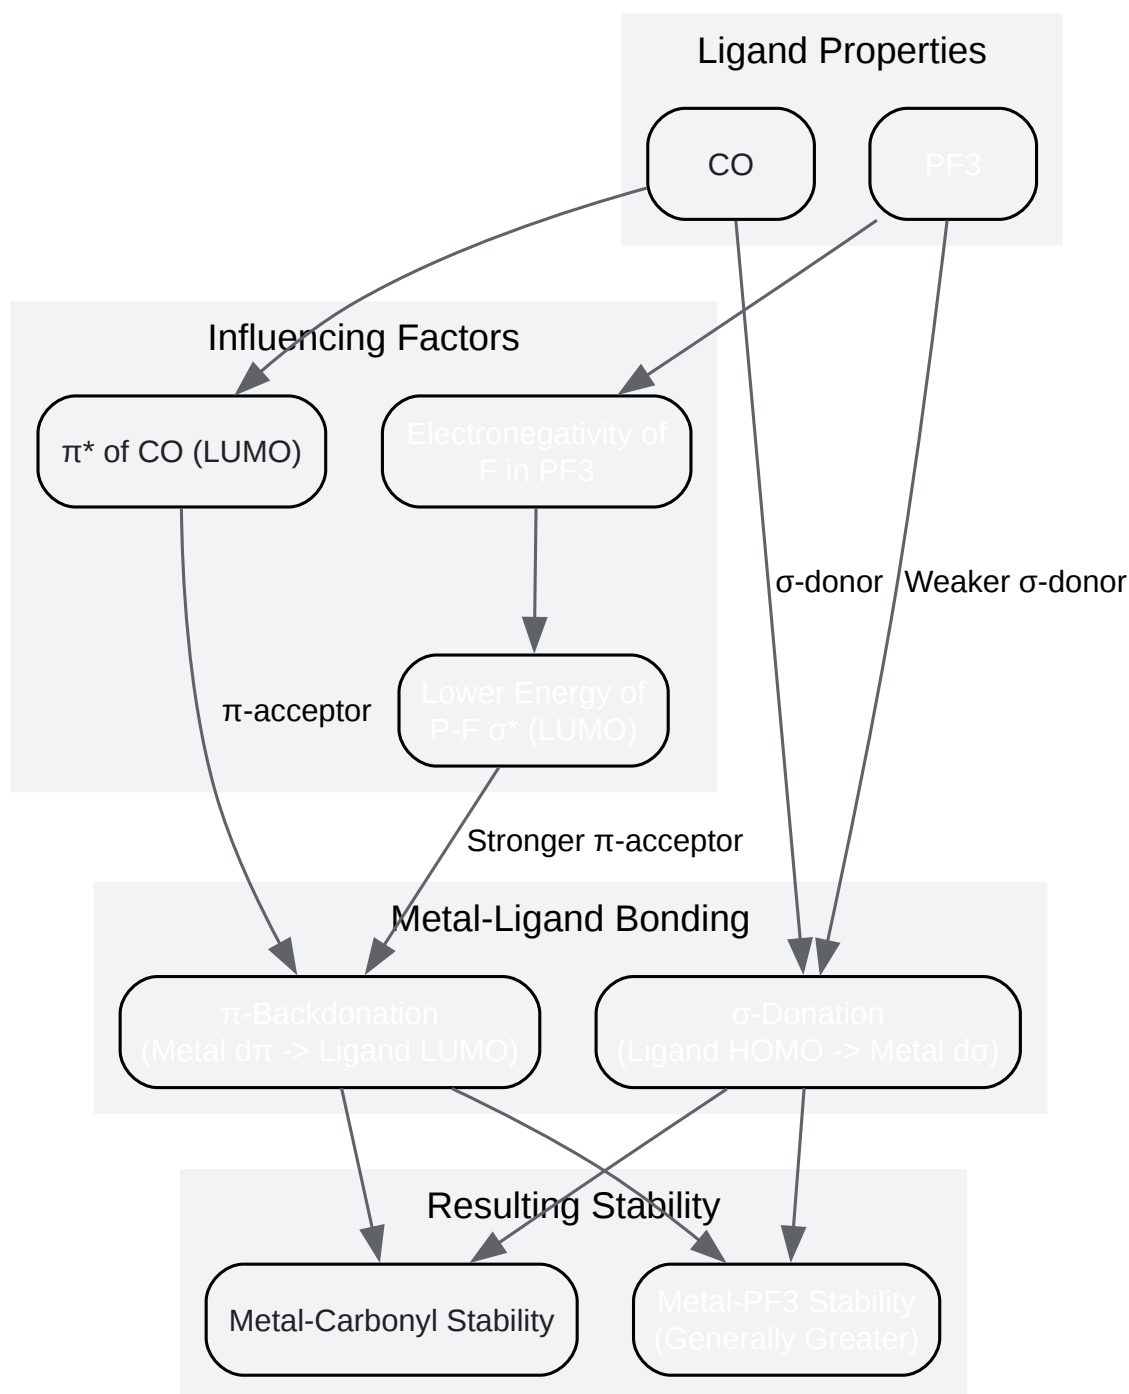 Ligand Properties
CO
PF3
Influencing Factors
π* of CO (LUMO)
Electronegativity of
F in PF3
σ-donor
Weaker σ-donor
Lower Energy of
P-F σ* (LUMO)
π-acceptor
Stronger π-acceptor
Metal-Ligand Bonding
π-Backdonation
(Metal dπ -> Ligand LUMO)
σ-Donation
(Ligand HOMO -> Metal dσ)
Resulting Stability
Metal-Carbonyl Stability
Metal-PF3 Stability
(Generally Greater)